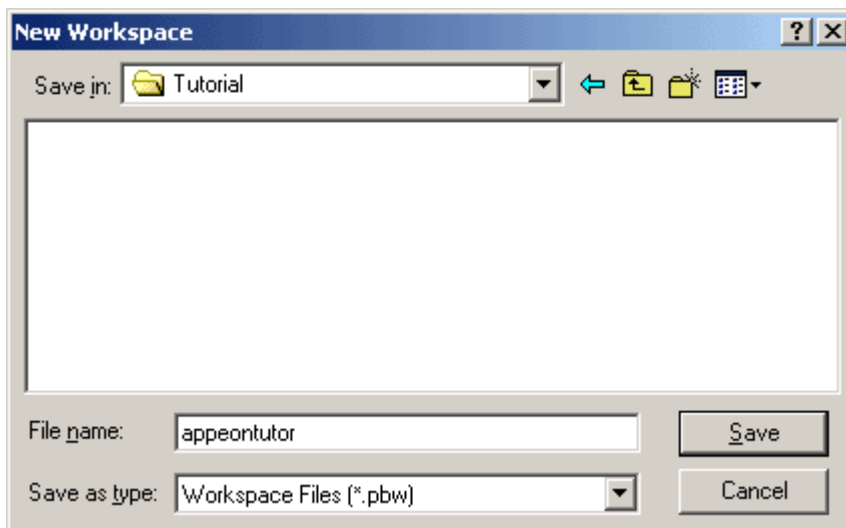 New Workspace
Save in: Tutorial
File name: appeontutor Save
Save as type: Workspace Files (*.pbw) Cancel